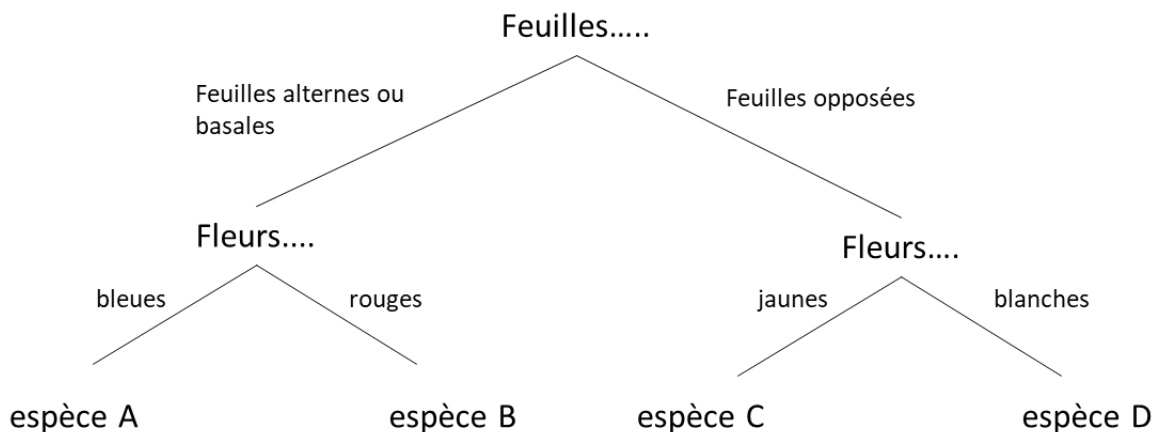 Feuilles.....
Feuilles alternes ou
basales
Feuilles opposées
Fleurs....
Fleurs....
bleues
rouges
jaunes
blanches
espèce A
espèce B
espèce C
espèce D